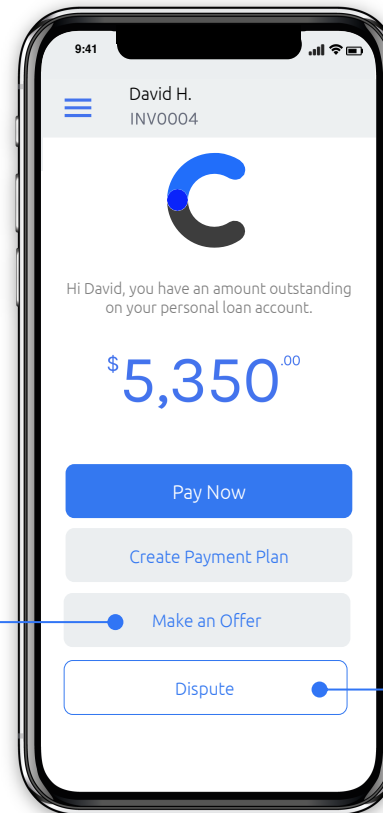 9:41
David H.
INV0004
Hi David, you have an amount outstanding
on your personal loan account.
$5,350.00
Pay Now
Create Payment Plan
Make an Offer
Dispute